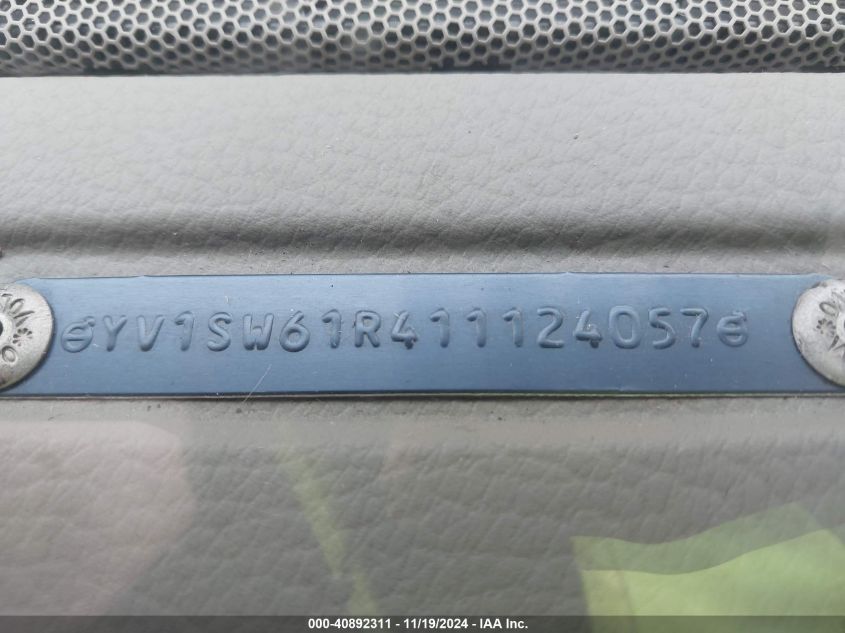 YV1SW61R411124057
000-40892311 - 11/19/2024 - IAA Inc.